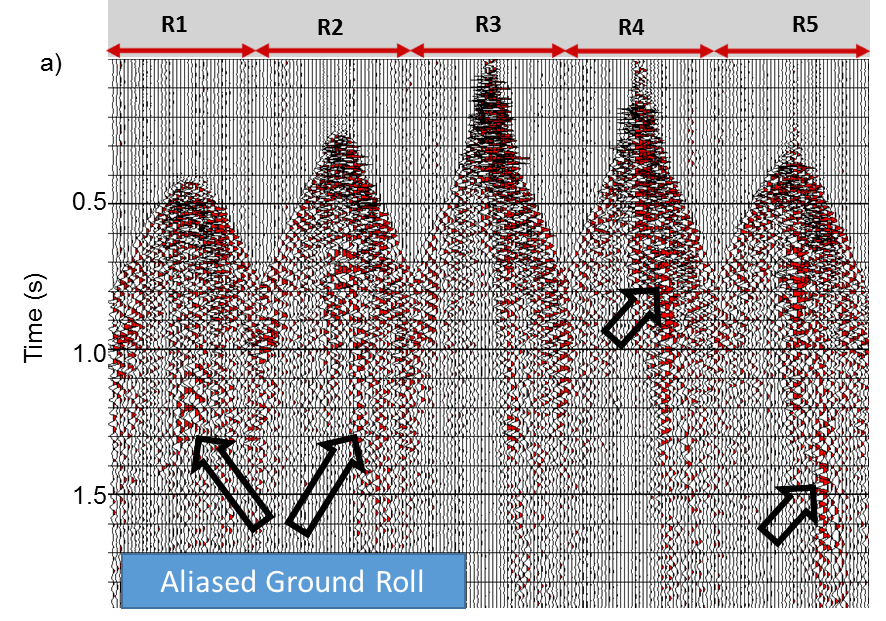 R1 R2 R3 R4 R5
a)
0.5
Time (s)
1.0
1.5
Aliased Ground Roll